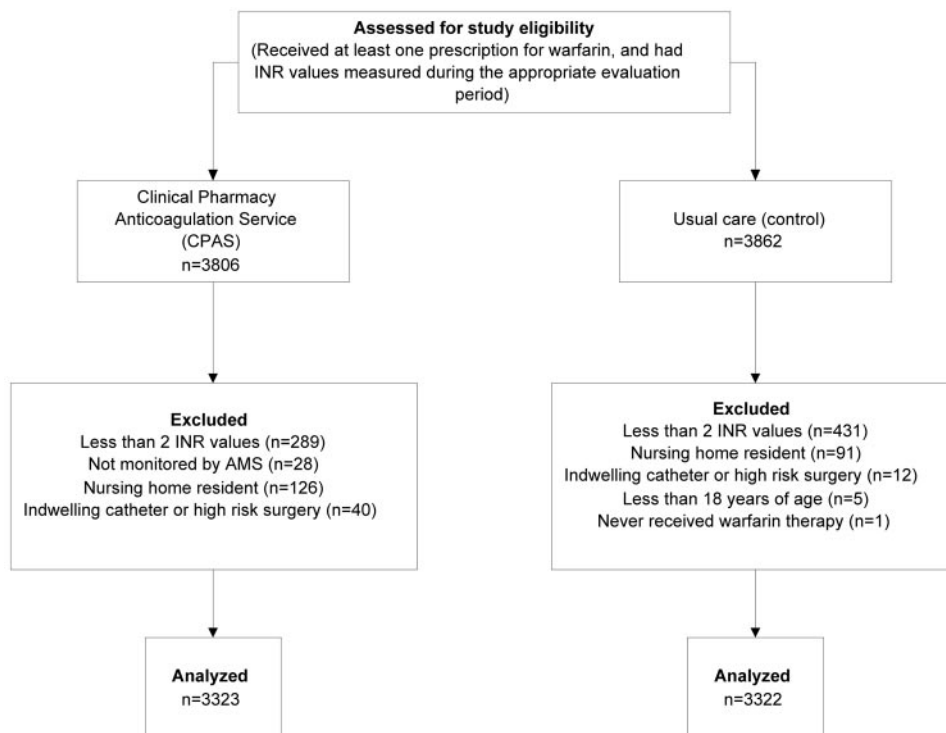 Assessed for study eligibility
(Received at least one prescription for warfarin, and had
INR values measured during the appropriate evaluation
period)
Clinical Pharmacy
Anticoagulation Service
(CPAS)
n=3806
Usual care (control)
n=3862
Excluded
Less than 2 INR values (n=289)
Not monitored by AMS (n=28)
Nursing home resident (n=126)
Indwelling catheter or high risk surgery (n=40)
Excluded
Less than 2 INR values (n=431)
Nursing home resident (n=91)
Indwelling catheter or high risk surgery (n=12)
Less than 18 years of age (n=5)
Never received warfarin therapy (n=1)
Analyzed
n=3323
Analyzed
n=3322